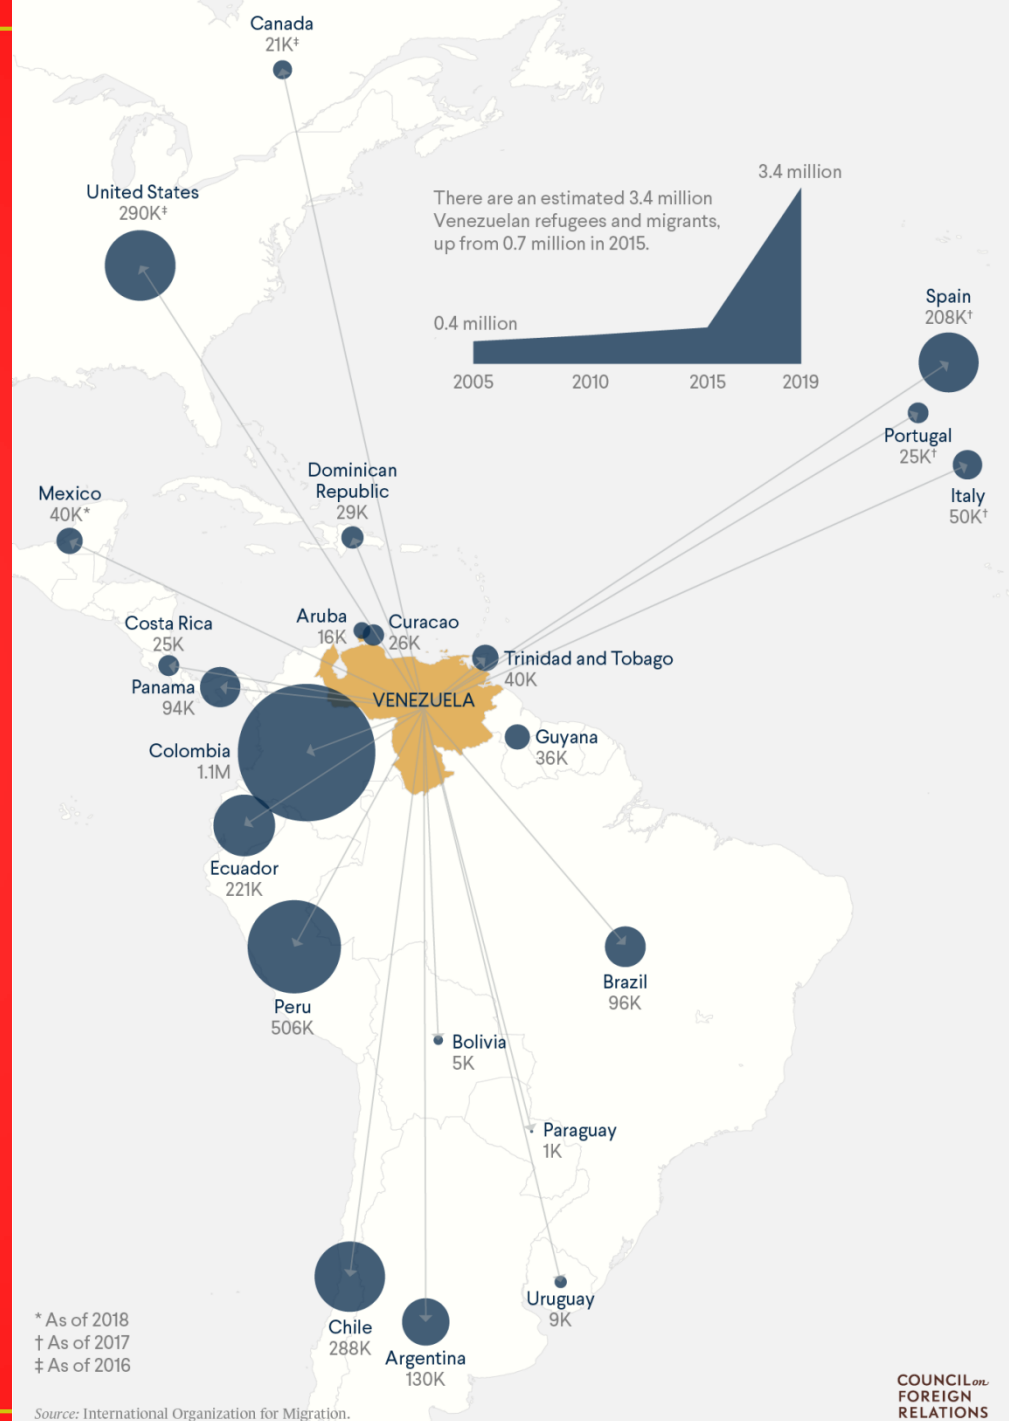 Canada
21K‡
United States
290K‡
There are an estimated 3.4 million
Venezuelan refugees and migrants,
up from 0.7 million in 2015.
3.4 million
0.4 million
2005
2010
2015
2019
Spain
208K†
Portugal
25K†
Italy
50K†
Dominican
Republic
29K
Mexico
40K*
Costa Rica
25K
Aruba
16K
Curacao
26K
Trinidad and Tobago
40K
Panama
94K
VENEZUELA
Colombia
1.1M
Guyana
36K
Ecuador
221K
Peru
506K
Brazil
96K
Bolivia
5K
Paraguay
1K
Uruguay
9K
Chile
288K
Argentina
130K
* As of 2018
† As of 2017
‡ As of 2016
Source: International Organization for Migration.
COUNCIL on
FOREIGN
RELATIONS